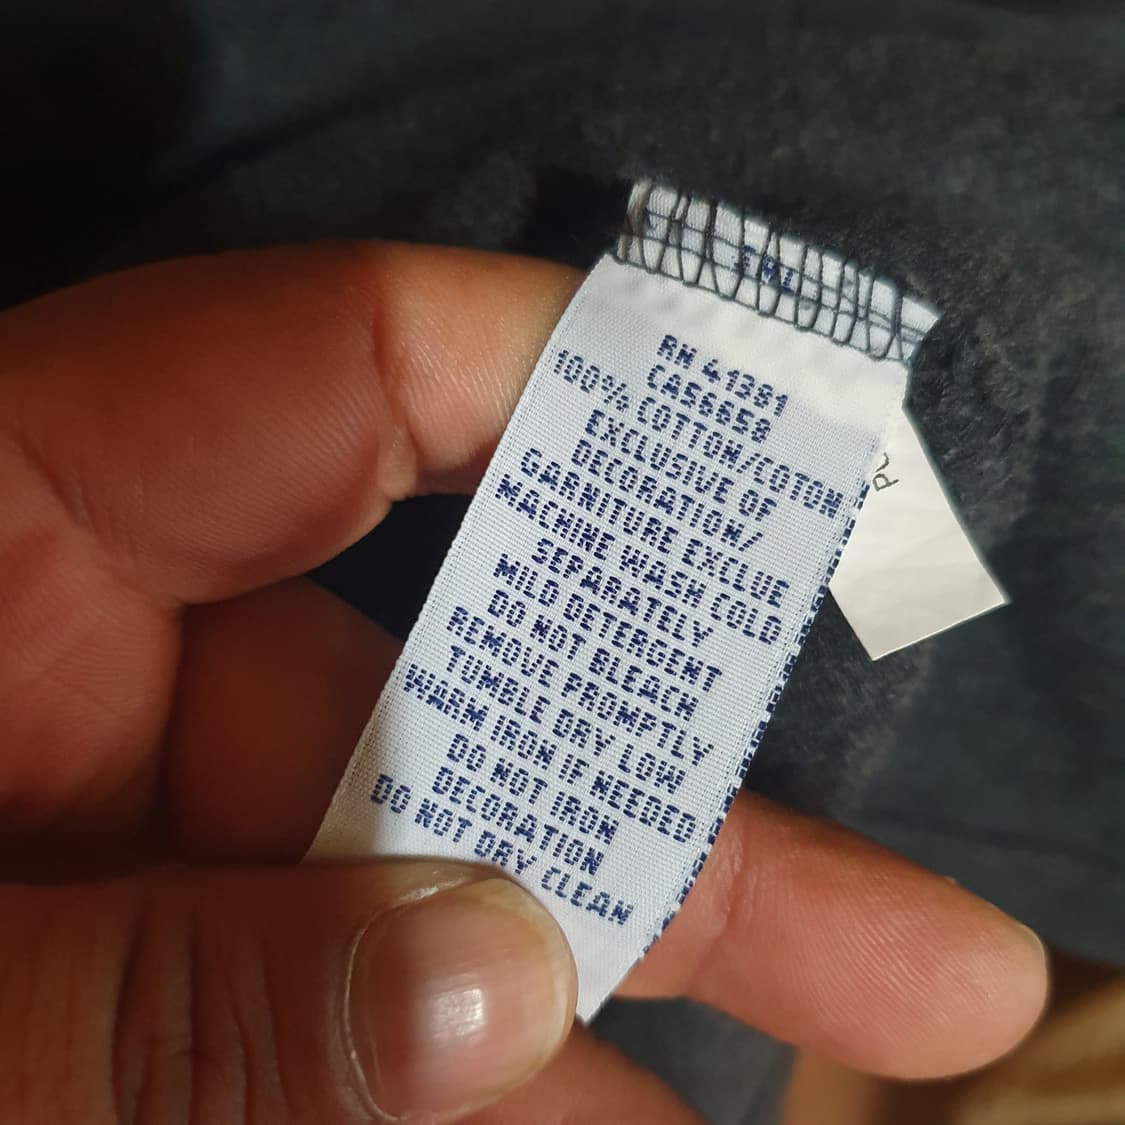 RN 41381
CA56658
100% COTTON/COTON
EXCLUSIVE OF
DECORATION/
GARNITURE EXCLUE
MACHINE WASH COLD
SEPARATELY
MILD DETERGENT
DO NOT BLEACH
REMOVE PROMPTLY
TUMBLE DRY LOW
WARM IRON IF NEEDED
DO NOT IRON
DECORATION
DO NOT DRY CLEAN